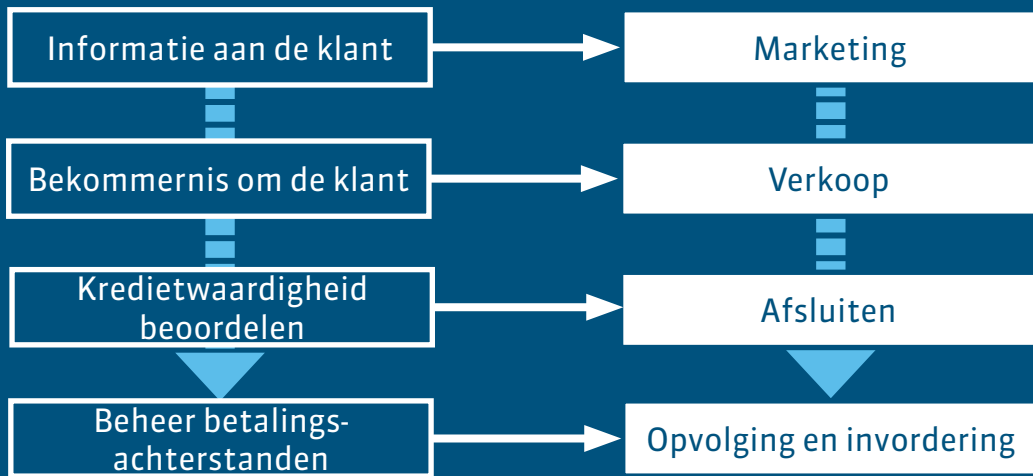 Informatie aan de klant
Marketing
Bekommernis om de klant
Verkoop
Kredietwaardigheid
beoordelen
Afsluiten
Beheer betalings-
achterstanden
Opvolging en invordering